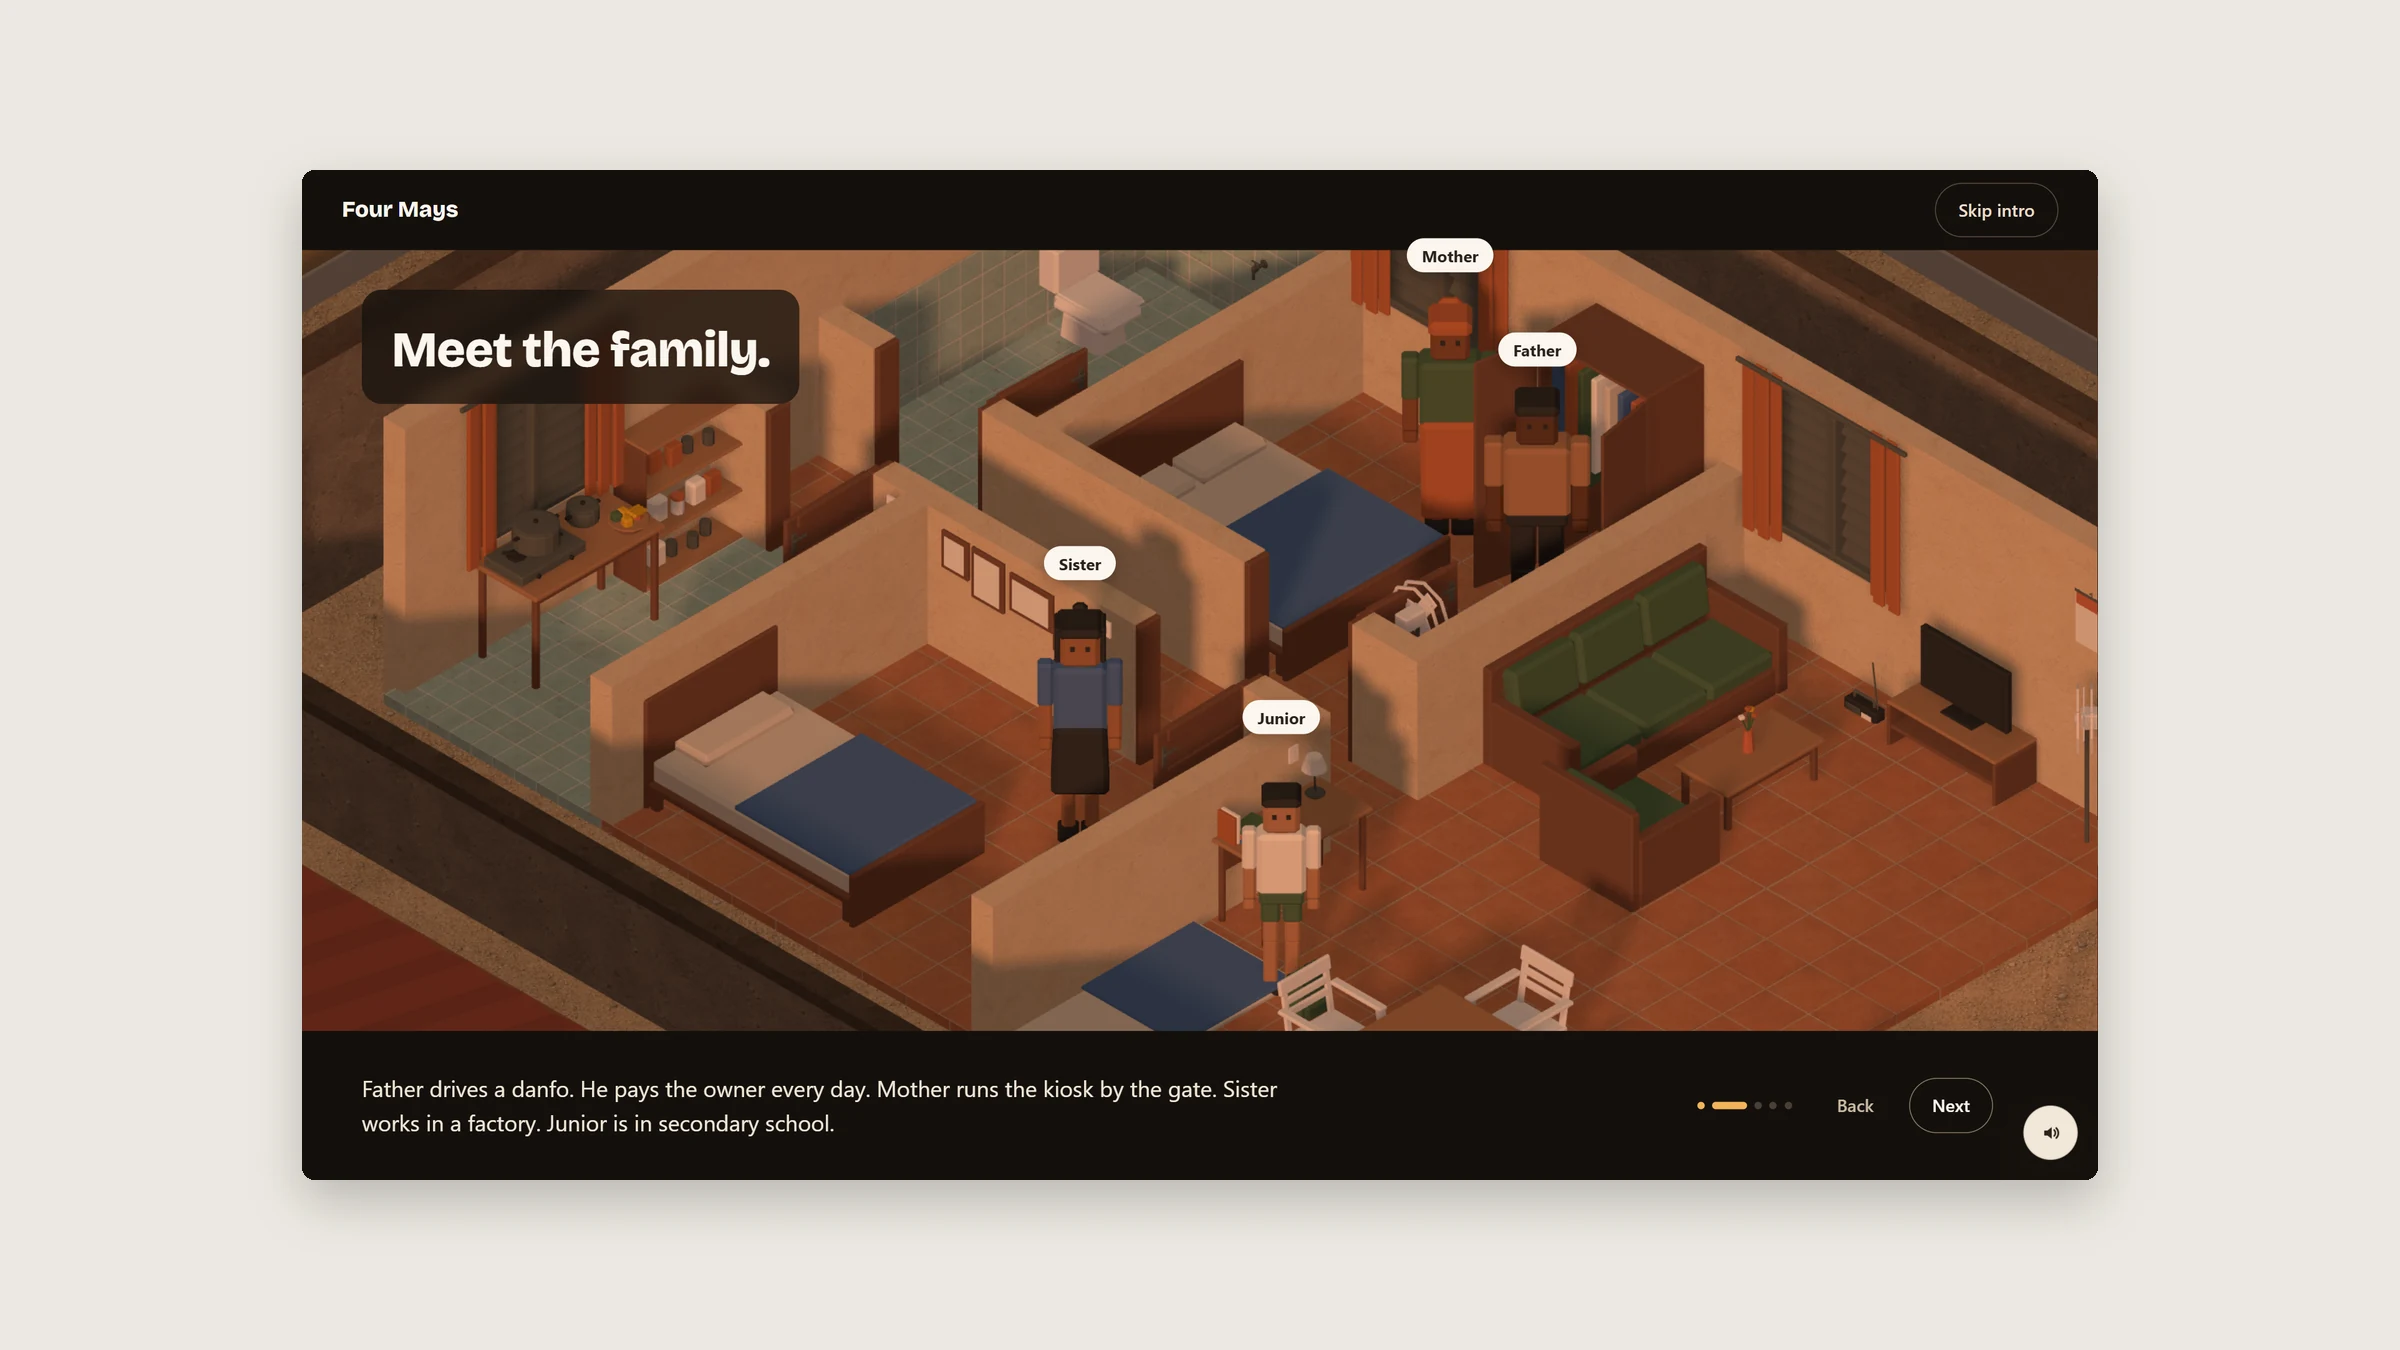 Four Mays
Skip intro
Mother
Meet the family.
Father
Sister
Junior
Father drives a danfo. He pays the owner every day. Mother runs the kiosk by the gate. Sister
works in a factory. Junior is in secondary school.
Back
Next